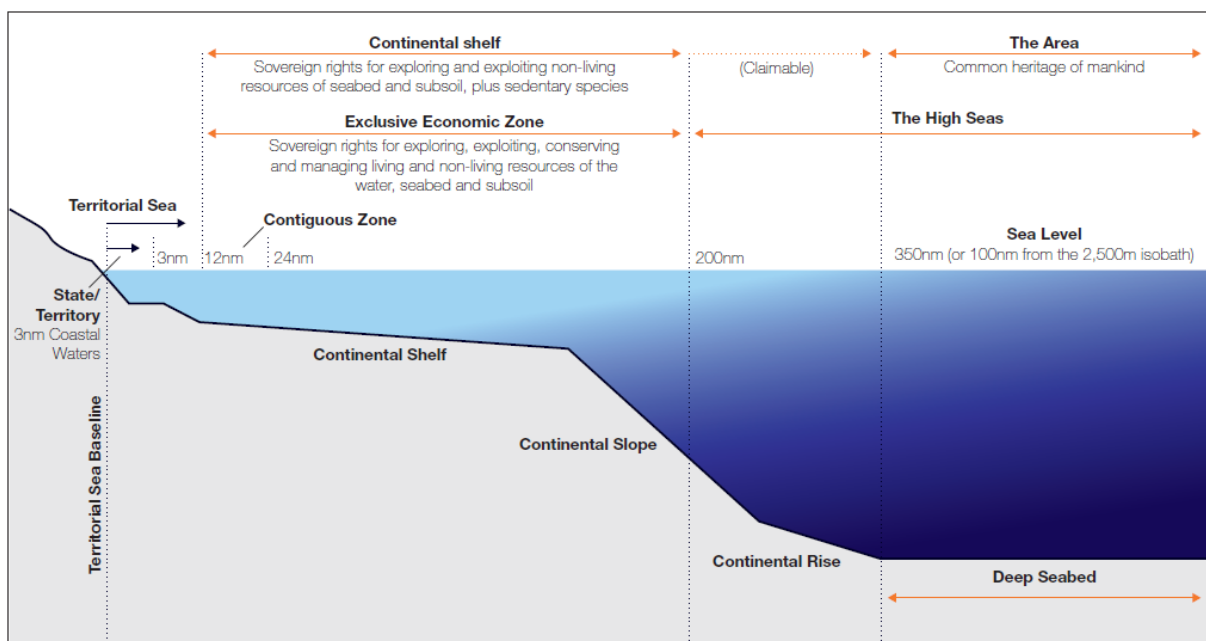 Continental shelf
Sovereign rights for exploring and exploiting non-living
resources of seabed and subsoil, plus sedentary species
(Claimable)
The Area
Common heritage of mankind
Exclusive Economic Zone
Sovereign rights for exploring, exploiting, conserving
and managing living and non-living resources of the
water, seabed and subsoil
The High Seas
Territorial Sea
Contiguous Zone
3nm
12nm
24nm
200nm
Sea Level
350nm (or 100nm from the 2,500m isobath)
State/
Territory
3nm Coastal
Waters
Territorial Sea Baseline
Continental Shelf
Continental Slope
Continental Rise
Deep Seabed